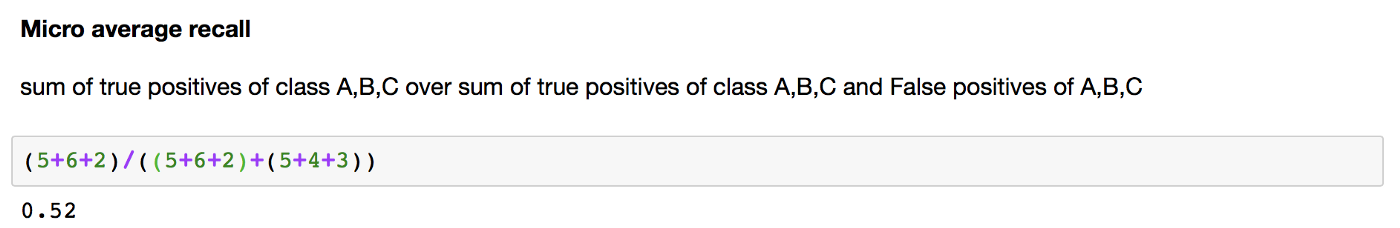 Micro average recall
sum of true positives of class A,B,C over sum of true positives of class A,B,C and False positives of A,B,C
(5+6+2)/((5+6+2)+(5+4+3))
0.52